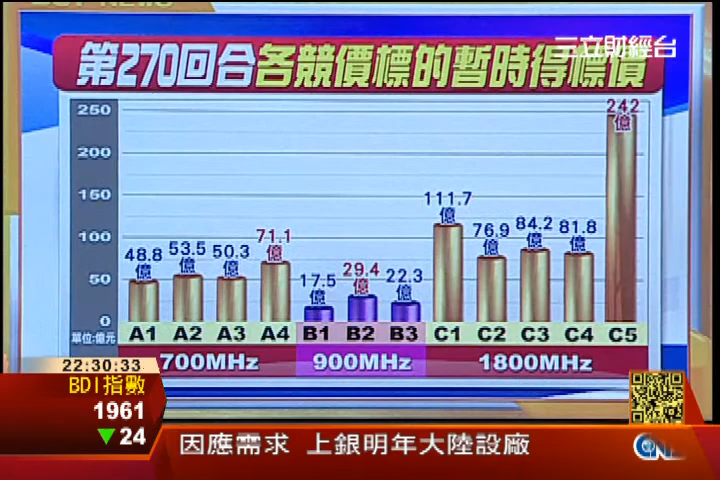 三立財經台
第270回合各競價標的暫時得標價
250
200
150
100
50
0
單位:億元
48.8億
53.5億
50.3億
71.1億
17.5億
29.4億
22.3億
111.7億
76.9億
84.2億
81.8億
242億
A1 A2 A3 A4 B1 B2 B3 C1 C2 C3 C4 C5
700MHz 900MHz 1800MHz
22:30:33
BDI指數
1961
▼24
因應需求 上銀明年大陸設廠